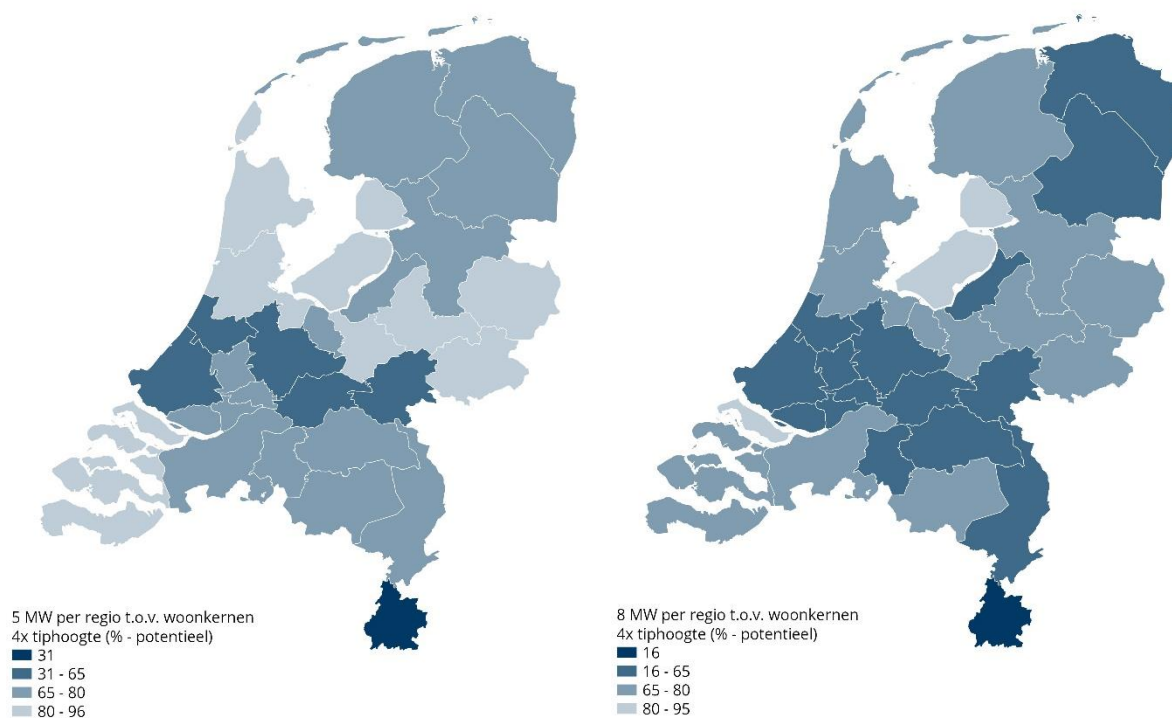 5 MW per regio t.o.v. woonkernen
4x tiphoogte (% - potentieel)
31
31 - 65
65 - 80
80 - 96
8 MW per regio t.o.v. woonkernen
4x tiphoogte (% - potentieel)
16
16 - 65
65 - 80
80 - 95